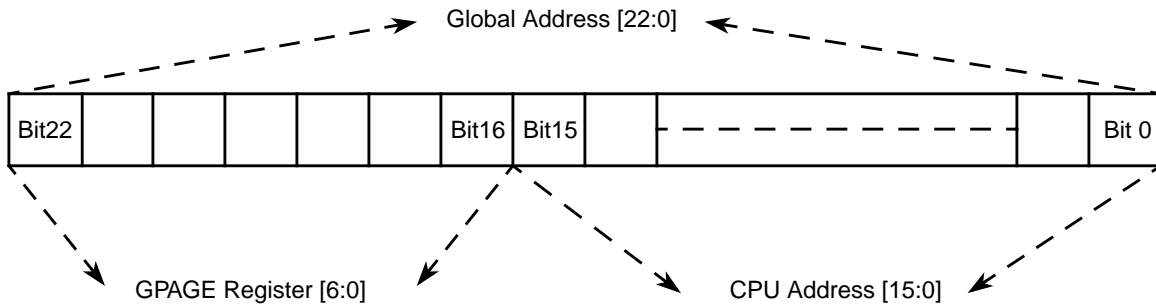 Global Address [22:0]
Bit22 Bit16 Bit15 Bit 0
GPAGE Register [6:0] CPU Address [15:0]